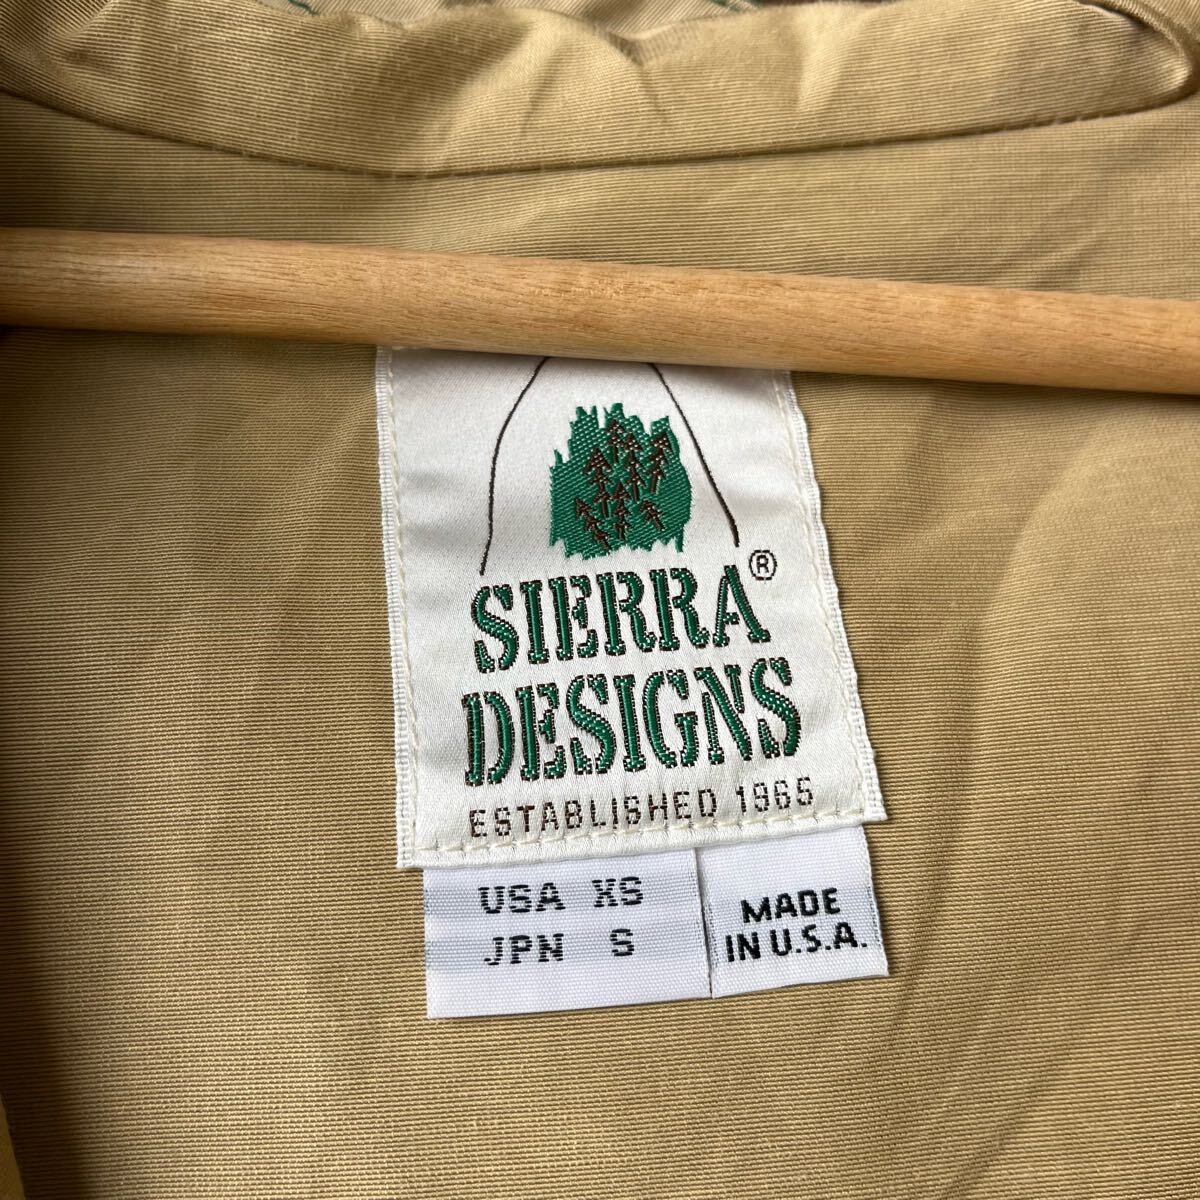 SIERRA®
DESIGNS
ESTABLISHED 1965
USA XS
JPN S
MADE
IN U.S.A.